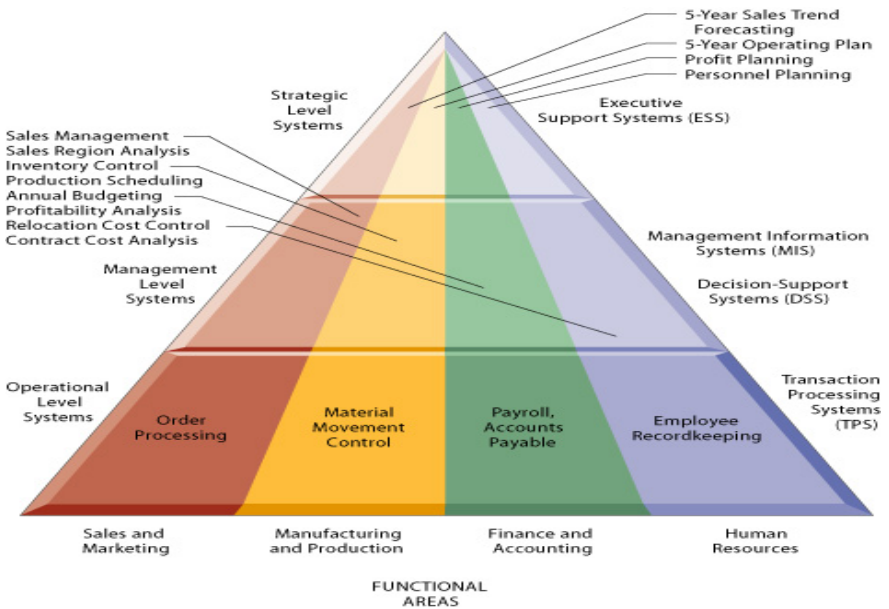 5-Year Sales Trend
Forecasting
5-Year Operating Plan
Profit Planning
Personnel Planning
Strategic
Level
Systems
Executive
Support Systems (ESS)
Sales Management
Sales Region Analysis
Inventory Control
Production Scheduling
Annual Budgeting
Profitability Analysis
Relocation Cost Control
Contract Cost Analysis
Management
Level
Systems
Management Information
Systems (MIS)
Decision-Support
Systems (DSS)
Operational
Level
Systems
Order
Processing
Material
Movement
Control
Payroll,
Accounts
Payable
Employee
Recordkeeping
Transaction
Processing
Systems
(TPS)
Sales and
Marketing
Manufacturing
and Production
Finance and
Accounting
Human
Resources
FUNCTIONAL
AREAS